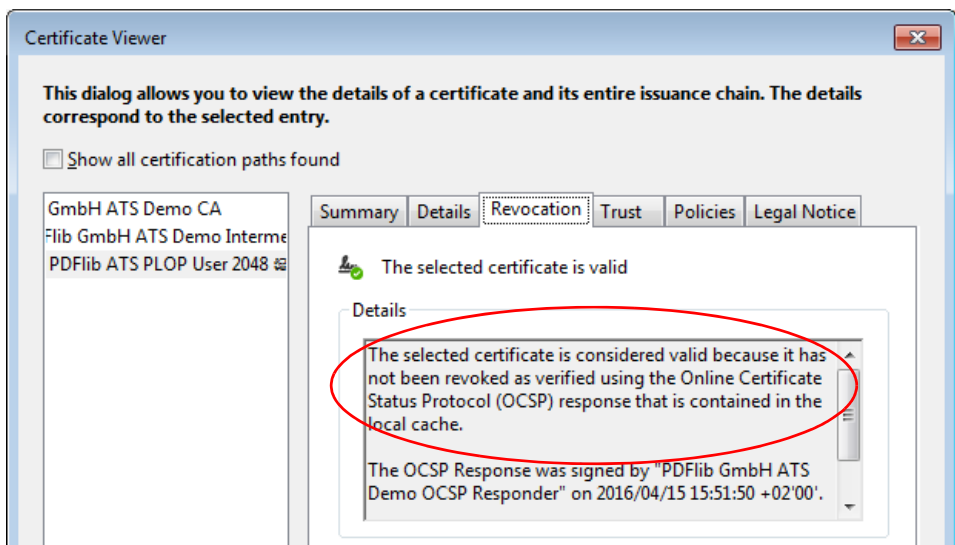 Certificate Viewer
This dialog allows you to view the details of a certificate and its entire issuance chain. The details
correspond to the selected entry.
Show all certification paths found
GmbH ATS Demo CA
Flib GmbH ATS Demo Interme
PDFlib ATS PLOP User 2048
Summary Details Revocation Trust Policies Legal Notice
The selected certificate is valid
Details
The selected certificate is considered valid because it has
not been revoked as verified using the Online Certificate
Status Protocol (OCSP) response that is contained in the
local cache.
The OCSP Response was signed by "PDFlib GmbH ATS
Demo OCSP Responder" on 2016/04/15 15:51:50 +02'00'.